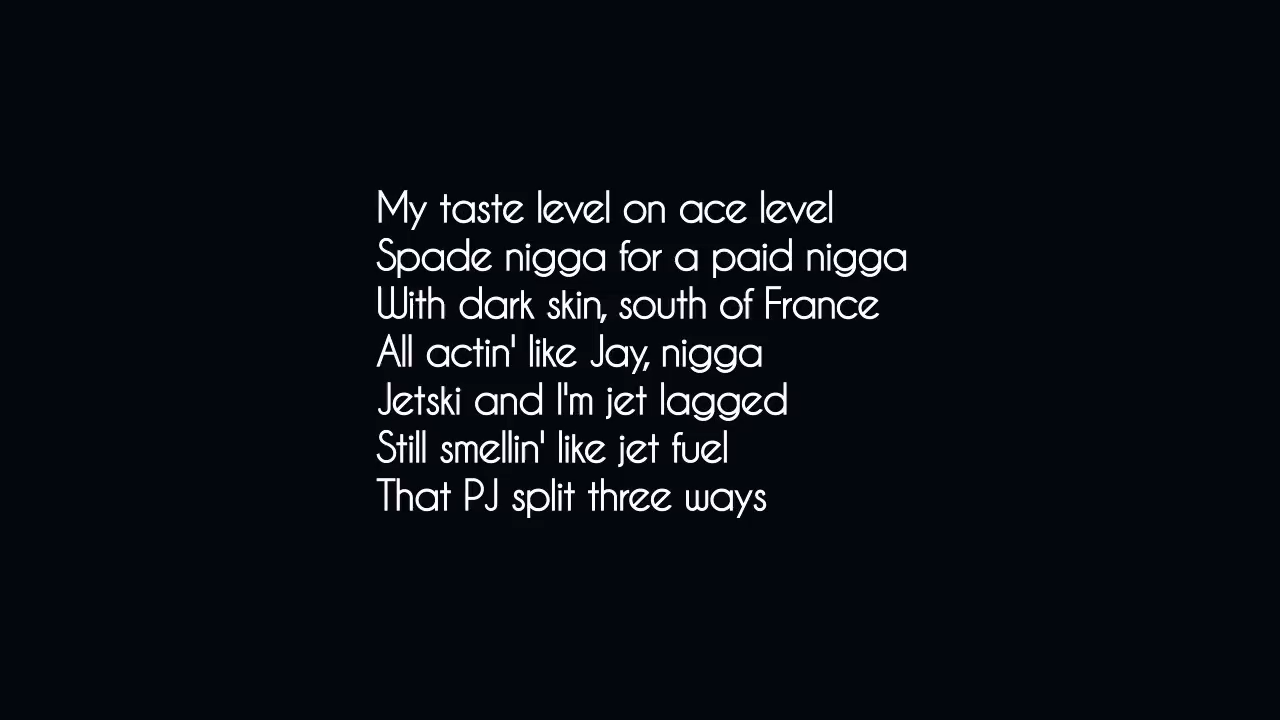 My taste level on ace level
Spade nigga for a paid nigga
With dark skin, south of France
All actin' like Jay, nigga
Jetski and I'm jet lagged
Still smellin' like jet fuel
That PJ split three ways